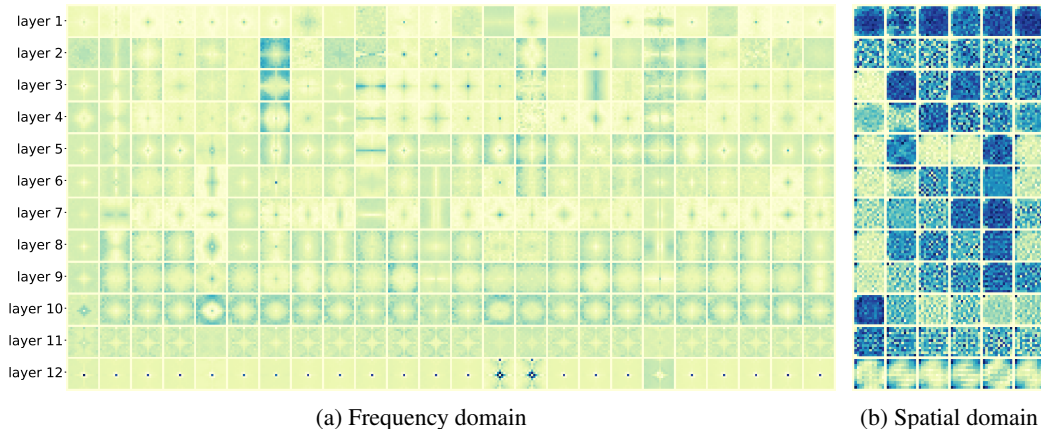 layer 1
layer 2
layer 3
layer 4
layer 5
layer 6
layer 7
layer 8
layer 9
layer 10
layer 11
layer 12
(a) Frequency domain
(b) Spatial domain